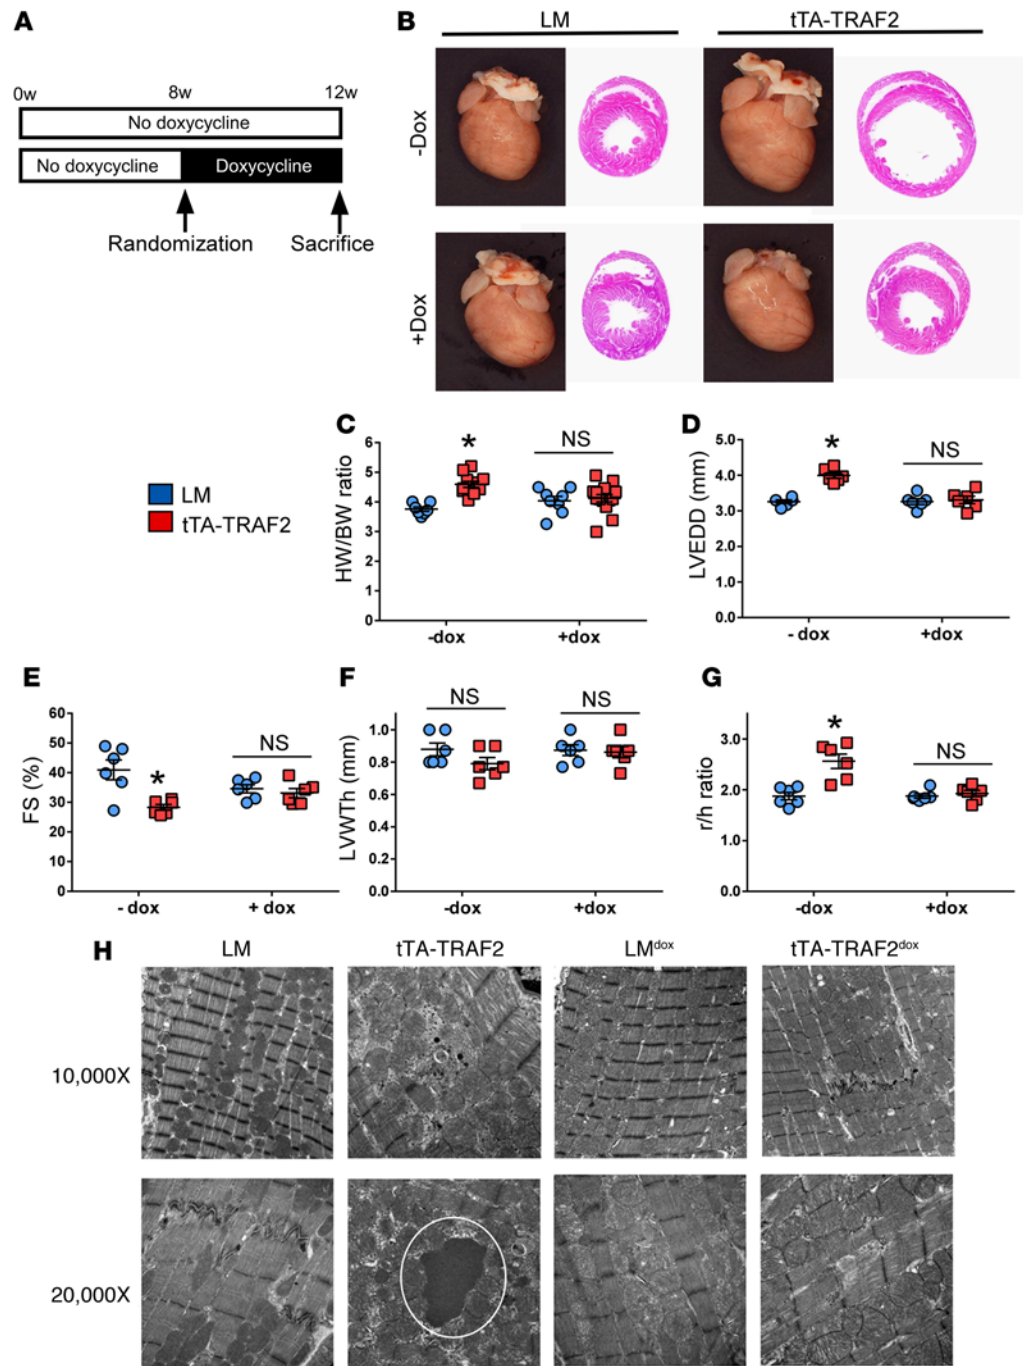 A
0w 8w 12w
No doxycycline
No doxycycline Doxycycline
Randomization Sacrifice
B
LM tTA-TRAF2
-Dox
+Dox
LM
tTA-TRAF2
C
HW/BW ratio
6
5
4
3
2
1
0
* NS
-dox +dox
D
LVEDD (mm)
5.0
4.0
3.0
2.0
1.0
0.0
* NS
- dox +dox
E
FS (%)
60
50
40
30
20
10
0
* NS
- dox + dox
F
LVWTh (mm)
1.0
0.8
0.6
0.4
0.2
0.0
NS NS
-dox +dox
G
r/h ratio
3.0
2.0
1.0
0.0
* NS
-dox +dox
H
LM tTA-TRAF2 LMdox tTA-TRAF2dox
10,000X
20,000X